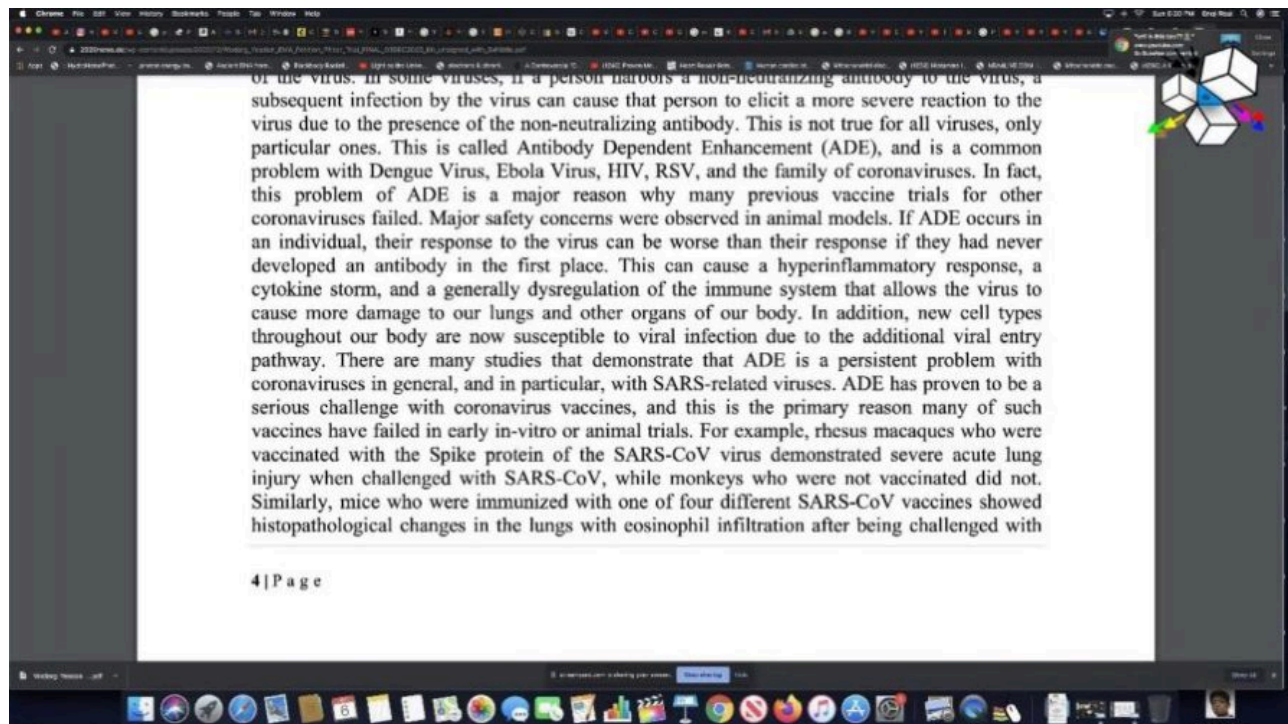 Chrome File Edit View History Bookmarks People Tab Window Help
of the virus. In some viruses, if a person harbors a non-neutralizing antibody to the virus, a
subsequent infection by the virus can cause that person to elicit a more severe reaction to the
virus due to the presence of the non-neutralizing antibody. This is not true for all viruses, only
particular ones. This is called Antibody Dependent Enhancement (ADE), and is a common
problem with Dengue Virus, Ebola Virus, HIV, RSV, and the family of coronaviruses. In fact,
this problem of ADE is a major reason why many previous vaccine trials for other
coronaviruses failed. Major safety concerns were observed in animal models. If ADE occurs in
an individual, their response to the virus can be worse than their response if they had never
developed an antibody in the first place. This can cause a hyperinflammatory response, a
cytokine storm, and a generally dysregulation of the immune system that allows the virus to
cause more damage to our lungs and other organs of our body. In addition, new cell types
throughout our body are now susceptible to viral infection due to the additional viral entry
pathway. There are many studies that demonstrate that ADE is a persistent problem with
coronaviruses in general, and in particular, with SARS-related viruses. ADE has proven to be a
serious challenge with coronavirus vaccines, and this is the primary reason many of such
vaccines have failed in early in-vitro or animal trials. For example, rhesus macaques who were
vaccinated with the Spike protein of the SARS-CoV virus demonstrated severe acute lung
injury when challenged with SARS-CoV, while monkeys who were not vaccinated did not.
Similarly, mice who were immunized with one of four different SARS-CoV vaccines showed
histopathological changes in the lungs with eosinophil infiltration after being challenged with
4 | P a g e
Stop sharing